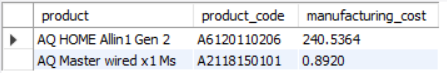 product product_code manufacturing_cost
AQ HOME Allin1 Gen 2 A6120110206 240.5364
AQ Master wired x1 Ms A2118150101 0.8920